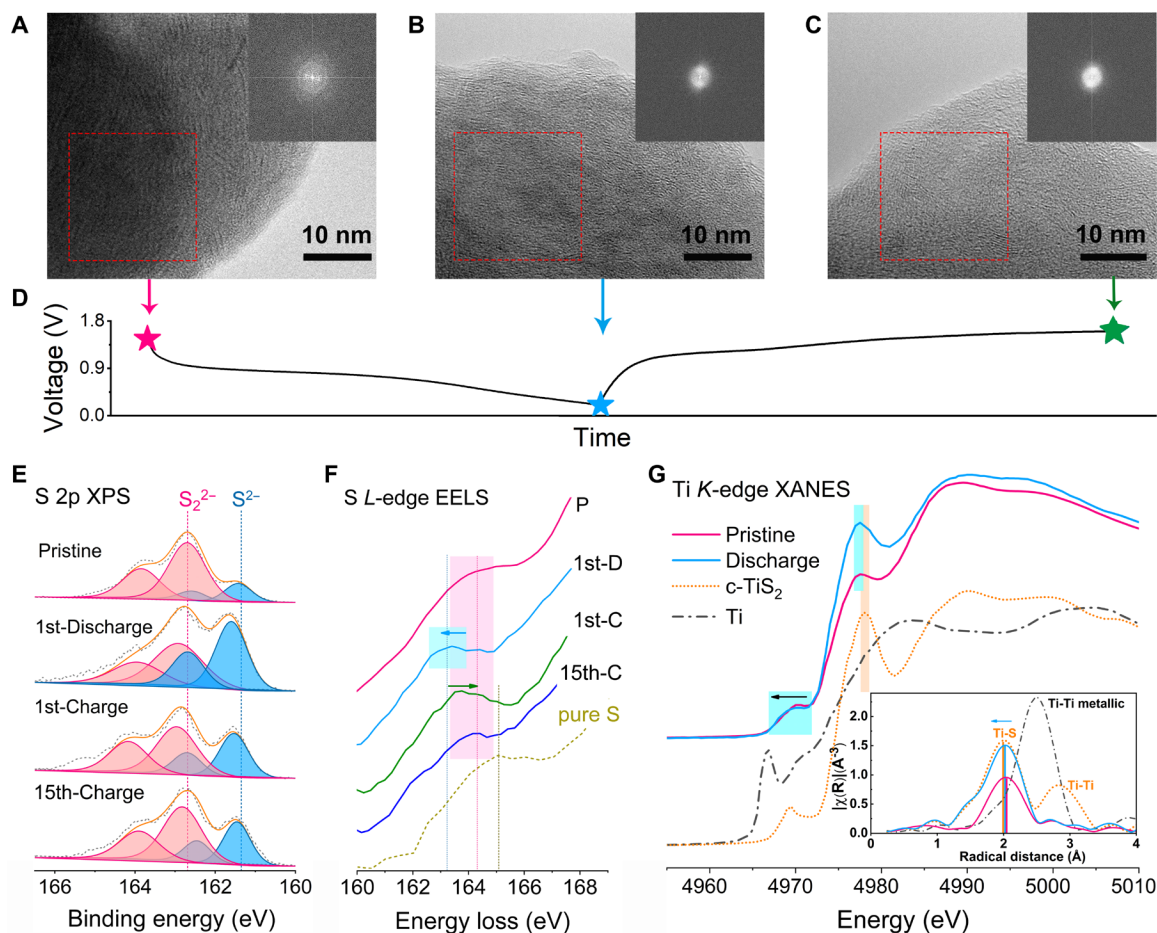 A
B
C
10 nm
10 nm
10 nm
D
Voltage (V)
1.8
0.9
0.0
Time
E
S 2p XPS
S₂²⁻
S²⁻
Pristine
1st-Discharge
1st-Charge
15th-Charge
166
164
162
160
Binding energy (eV)
F
S L-edge EELS
P
1st-D
1st-C
15th-C
pure S
160
162
164
166
168
Energy loss (eV)
G
Ti K-edge XANES
Pristine
Discharge
c-TiS₂
Ti
4960
4970
4980
4990
5000
5010
Energy (eV)
|χ(R)|(Å⁻³)
2.5
2.0
1.5
1.0
0.5
0.0
Ti-Ti metallic
Ti-S
Ti-Ti
0
1
2
3
4
Radical distance (Å)